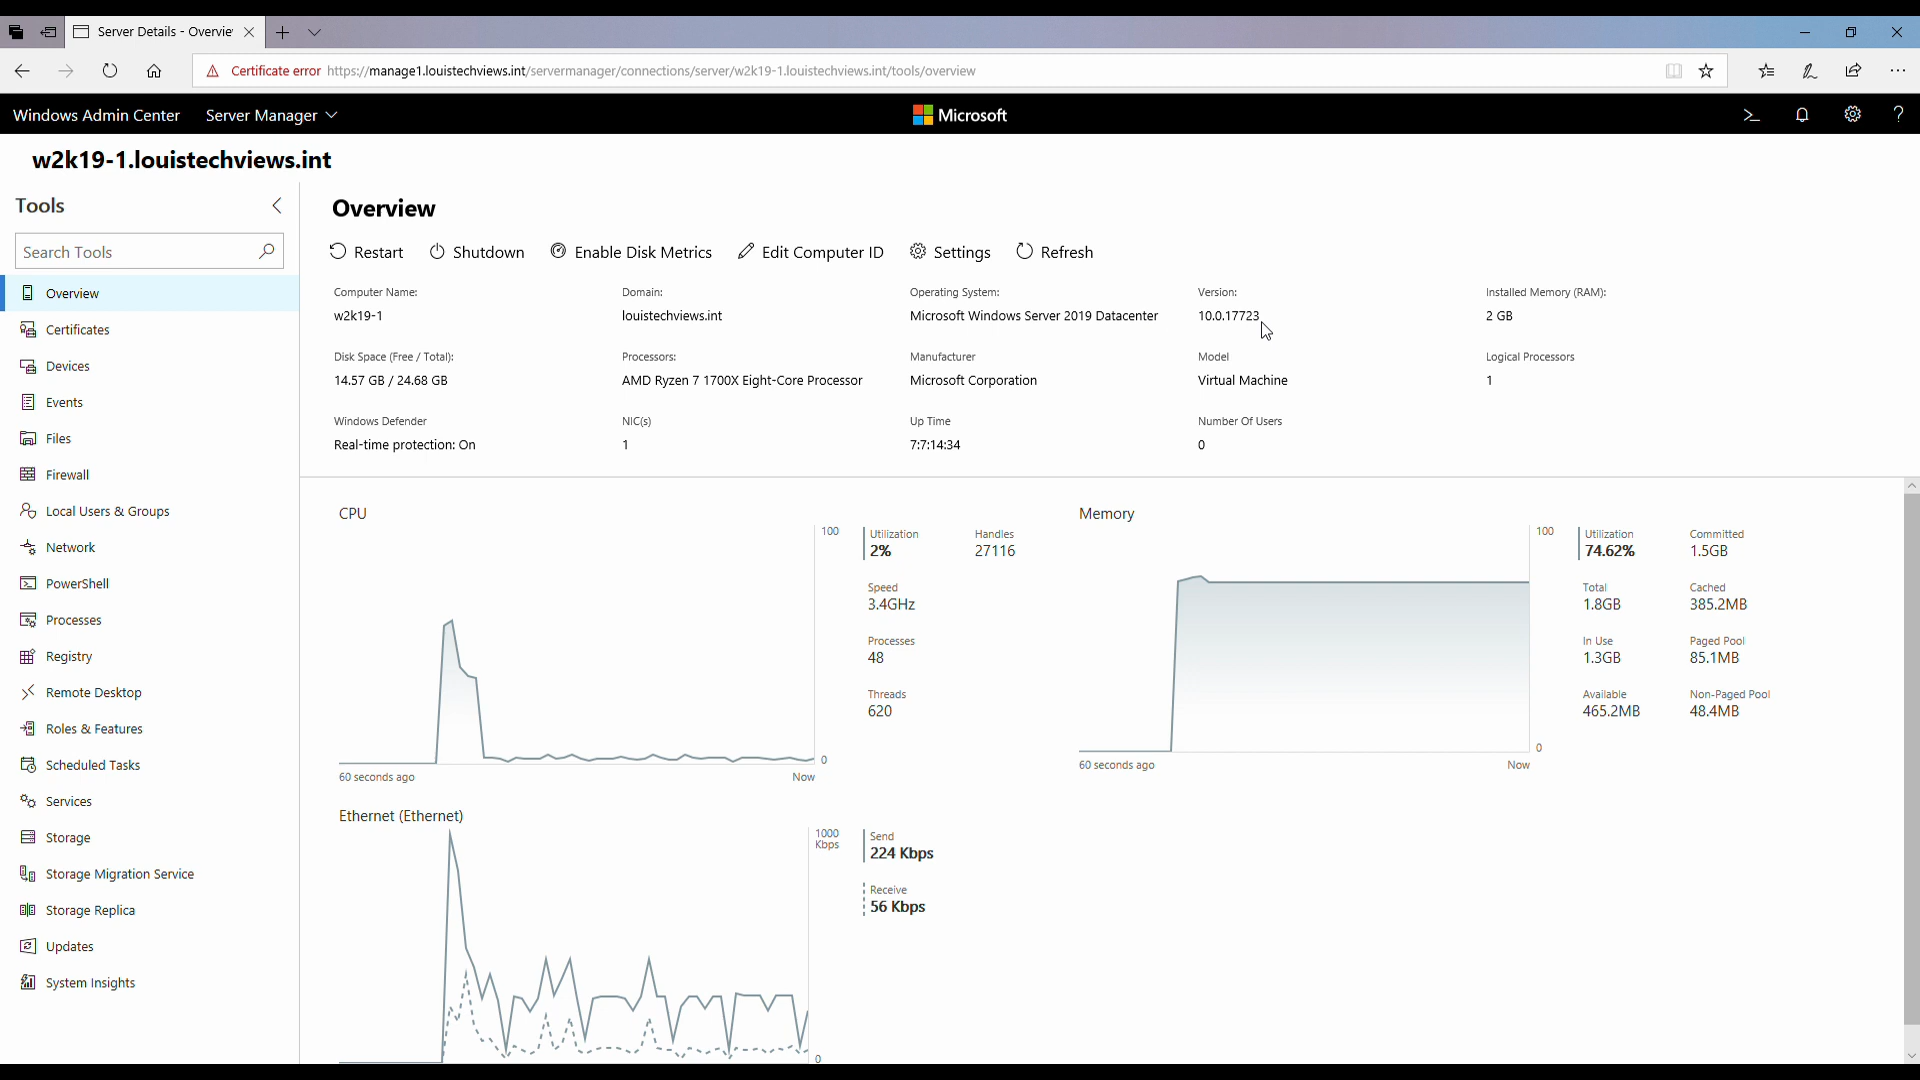 Server Details - Overvie
Certificate error https://manage1.louistechviews.int/servermanager/connections/server/w2k19-1.louistechviews.int/tools/overview
Windows Admin Center Server Manager Microsoft ?
w2k19-1.louistechviews.int
Tools
Search Tools
Overview
Certificates
Devices
Events
Files
Firewall
Local Users & Groups
Network
PowerShell
Processes
Registry
Remote Desktop
Roles & Features
Scheduled Tasks
Services
Storage
Storage Migration Service
Storage Replica
Updates
System Insights
Overview
Restart Shutdown Enable Disk Metrics Edit Computer ID Settings Refresh
Computer Name: Domain: Operating System: Version: Installed Memory (RAM):
w2k19-1 louistechviews.int Microsoft Windows Server 2019 Datacenter 10.0.17723 2 GB
Disk Space (Free / Total): Processors: Manufacturer Model Logical Processors
14.57 GB / 24.68 GB AMD Ryzen 7 1700X Eight-Core Processor Microsoft Corporation Virtual Machine 1
Windows Defender NIC(s) Up Time Number Of Users
Real-time protection: On 1 7:7:14:34 0
CPU
100
0
60 seconds ago Now
Utilization Handles
2% 27116
Speed
3.4GHz
Processes
48
Threads
620
Memory
100
0
60 seconds ago Now
Utilization Committed
74.62% 1.5GB
Total Cached
1.8GB 385.2MB
In Use Paged Pool
1.3GB 85.1MB
Available Non-Paged Pool
465.2MB 48.4MB
Ethernet (Ethernet)
1000
Kbps
0
Send
224 Kbps
Receive
56 Kbps